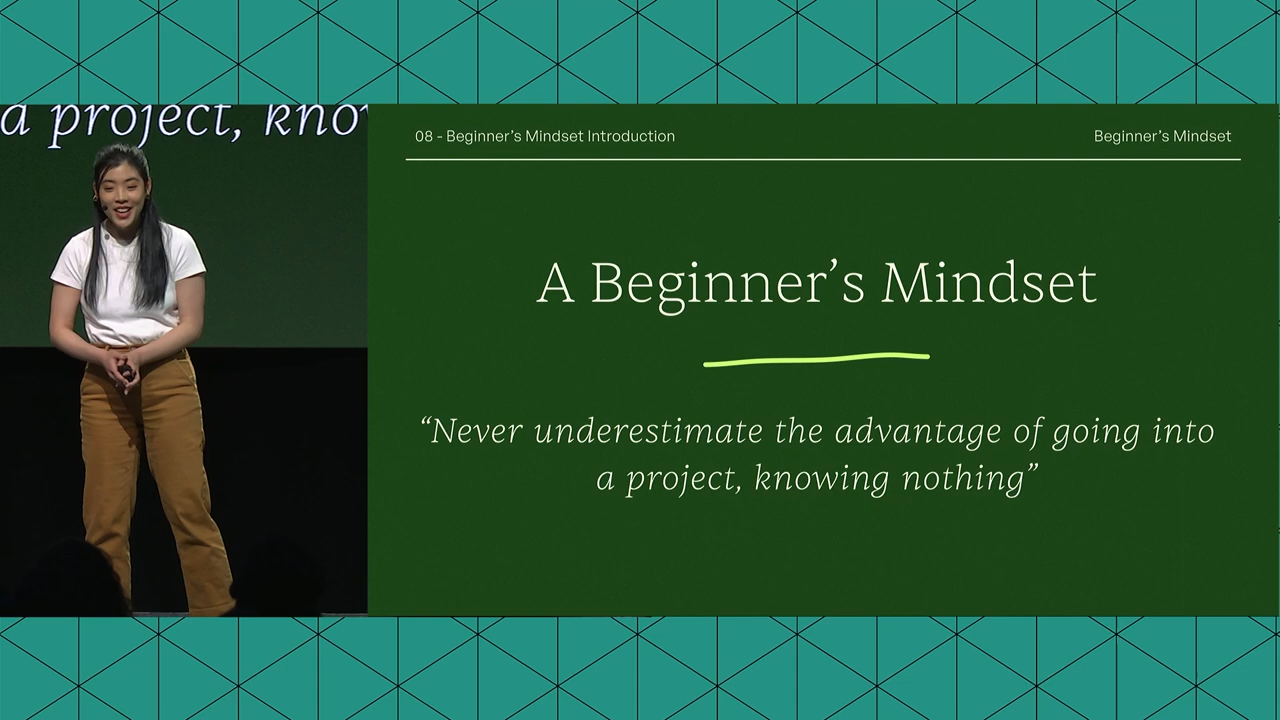 a project, kno
08 - Beginner’s Mindset Introduction
Beginner’s Mindset
A Beginner’s Mindset
“Never underestimate the advantage of going into
a project, knowing nothing”